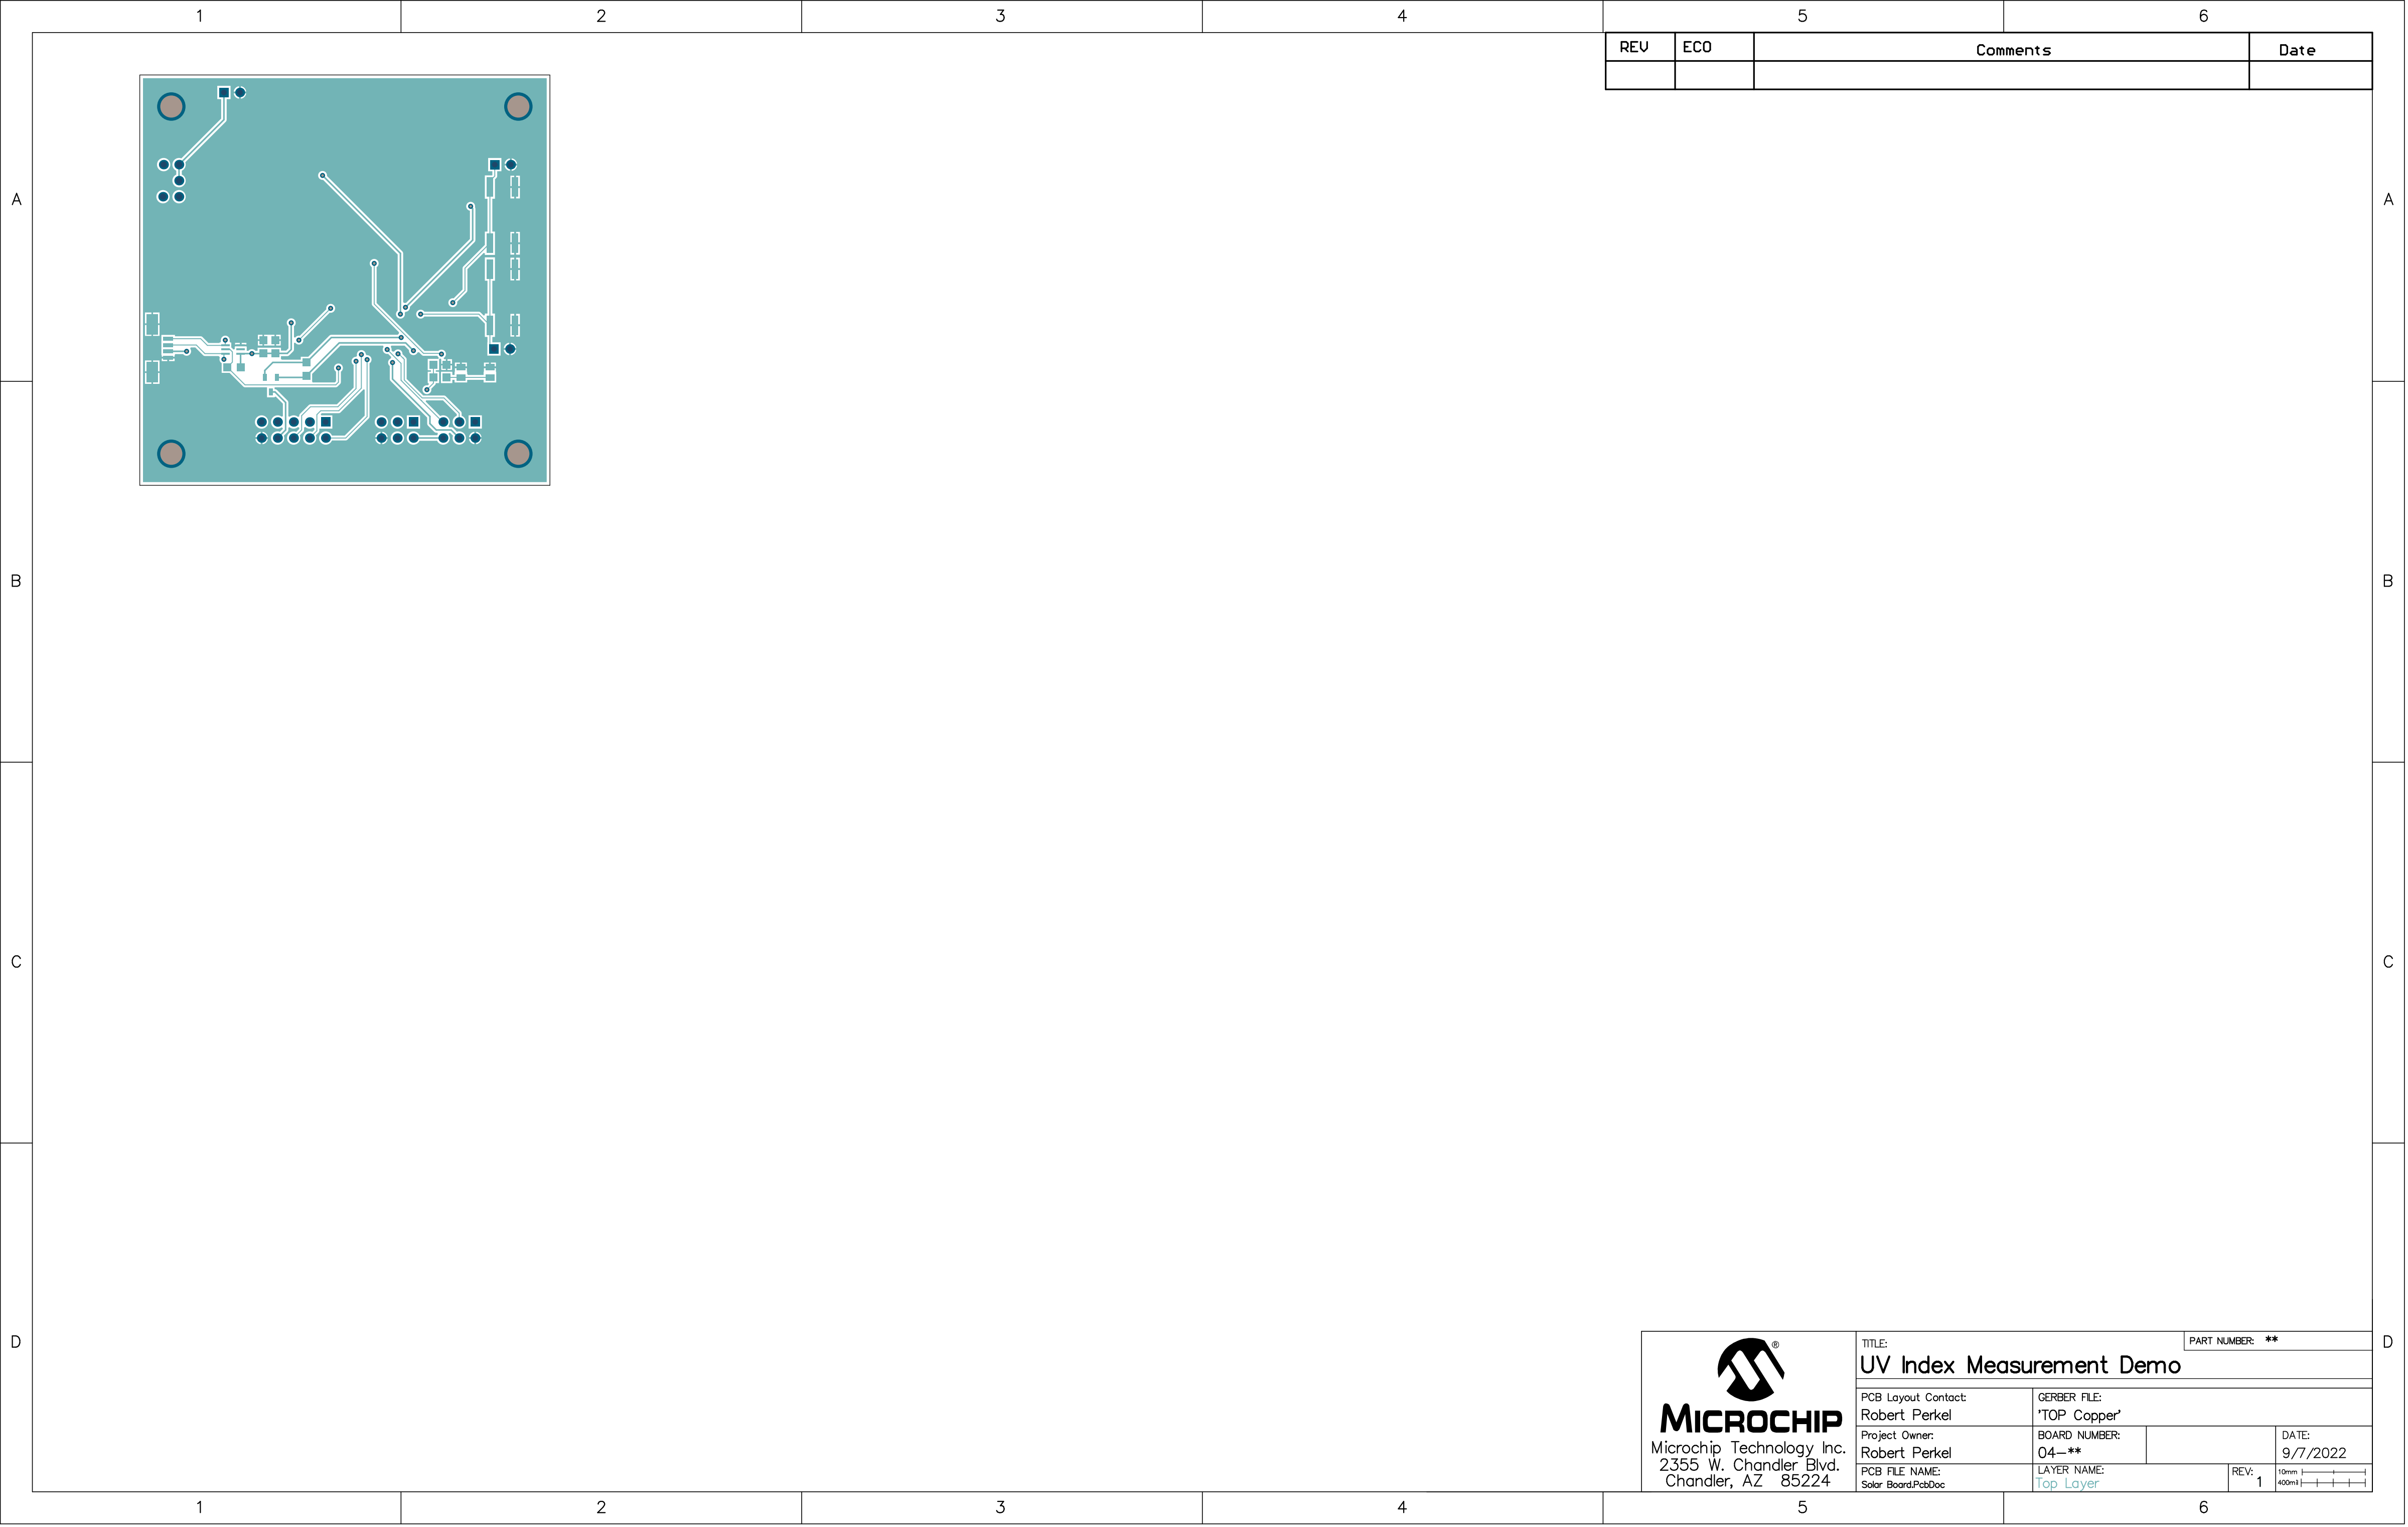 1 2 3 4 5 6
REV ECO Comments Date
A A
B B
C C
D D
®
MICROCHIP
Microchip Technology Inc.
2355 W. Chandler Blvd.
Chandler, AZ 85224
TITLE:
PART NUMBER: **
UV Index Measurement Demo
PCB Layout Contact:
Robert Perkel
GERBER FILE:
'TOP Copper'
Project Owner:
Robert Perkel
BOARD NUMBER:
04-**
DATE:
9/7/2022
PCB FILE NAME:
Solar Board.PcbDoc
LAYER NAME:
Top Layer
REV:
1
10mm
400mil
1 2 3 4 5 6